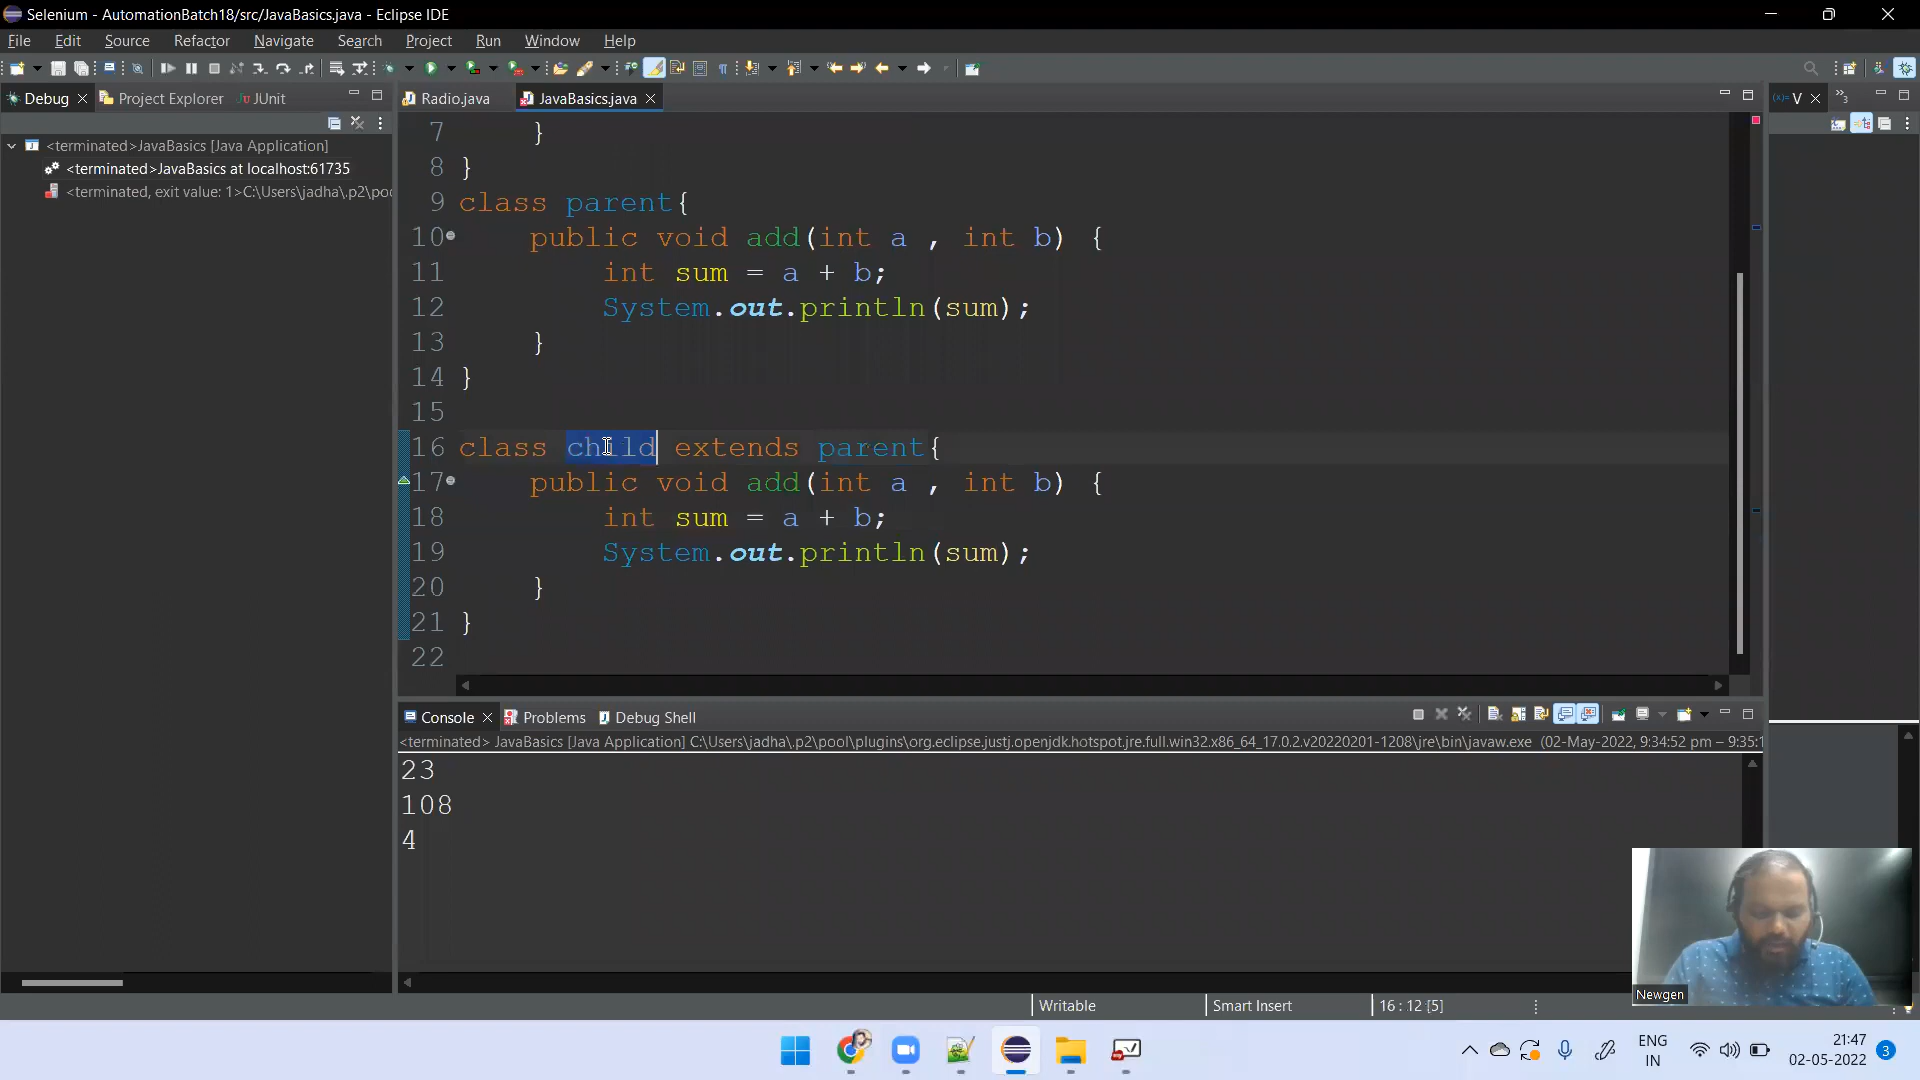 Selenium - AutomationBatch18/src/JavaBasics.java - Eclipse IDE
File Edit Source Refactor Navigate Search Project Run Window Help
Debug Project Explorer JUnit
Radio.java JavaBasics.java
V
<terminated>JavaBasics [Java Application]
<terminated>JavaBasics at localhost:61735
<terminated, exit value: 1>C:\Users\jadha\.p2\poo
7 }
8 }
9 class parent{
10 public void add(int a , int b) {
11 int sum = a + b;
12 System.out.println(sum);
13 }
14 }
15
16 class child extends parent{
17 public void add(int a , int b) {
18 int sum = a + b;
19 System.out.println(sum);
20 }
21 }
22
Console Problems Debug Shell
<terminated> JavaBasics [Java Application] C:\Users\jadha\.p2\pool\plugins\org.eclipse.justj.openjdk.hotspot.jre.full.win32.x86_64_17.0.2.v20220201-1208\jre\bin\javaw.exe (02-May-2022, 9:34:52 pm – 9:35:1
23
108
4
Newgen
Writable Smart Insert 16 : 12 [5]
ENG
IN
21:47
02-05-2022
3